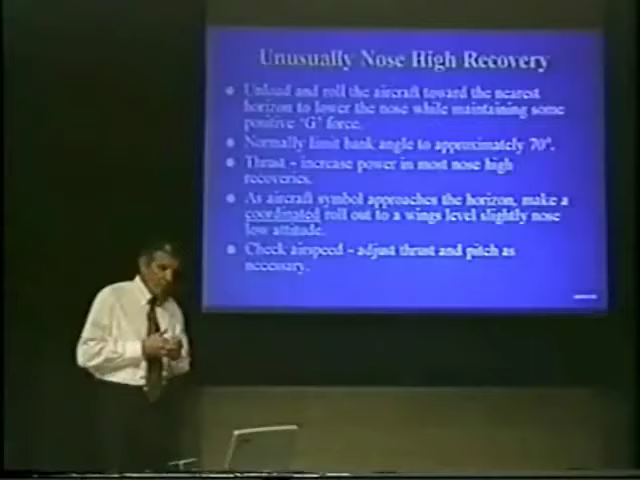 Unusually Nose High Recovery
Unload and roll the aircraft toward the nearest
horizon to lower the nose while maintaining some
positive 'G' force.
Normally limit bank angle to approximately 70°.
Thrust - increase power in most nose high
recoveries.
As aircraft symbol approaches the horizon, make a
coordinated roll out to a wings level slightly nose
low attitude.
Check airspeed - adjust thrust and pitch as
necessary.